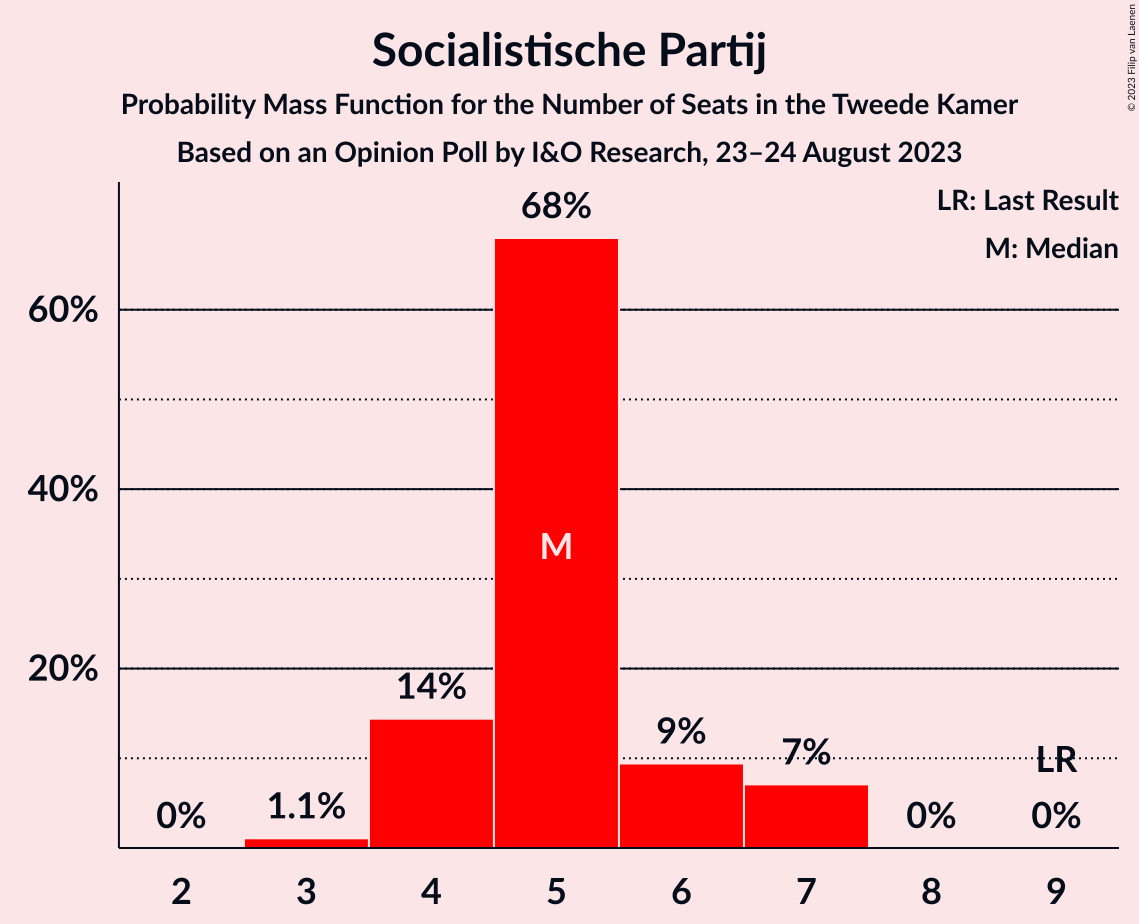 Socialistische Partij
Probability Mass Function for the Number of Seats in the Tweede Kamer
Based on an Opinion Poll by I&O Research, 23–24 August 2023
© 2023 Filip van Laenen
LR: Last Result
M: Median
60%
40%
20%
0%
1.1%
14%
68%
M
9%
7%
0%
LR
0%
2 3 4 5 6 7 8 9